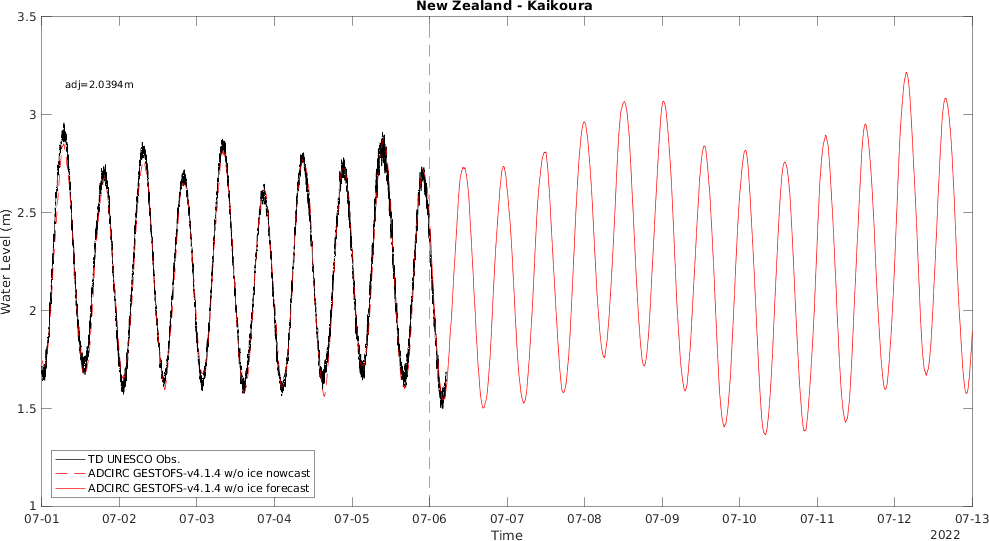 New Zealand - Kaikoura
3.5
adj=2.0394m
3
2.5
Water Level (m)
2
1.5
TD UNESCO Obs.
ADCIRC GESTOFS-v4.1.4 w/o ice nowcast
ADCIRC GESTOFS-v4.1.4 w/o ice forecast
1
07-01 07-02 07-03 07-04 07-05 07-06 07-07 07-08 07-09 07-10 07-11 07-12 07-13
Time
2022